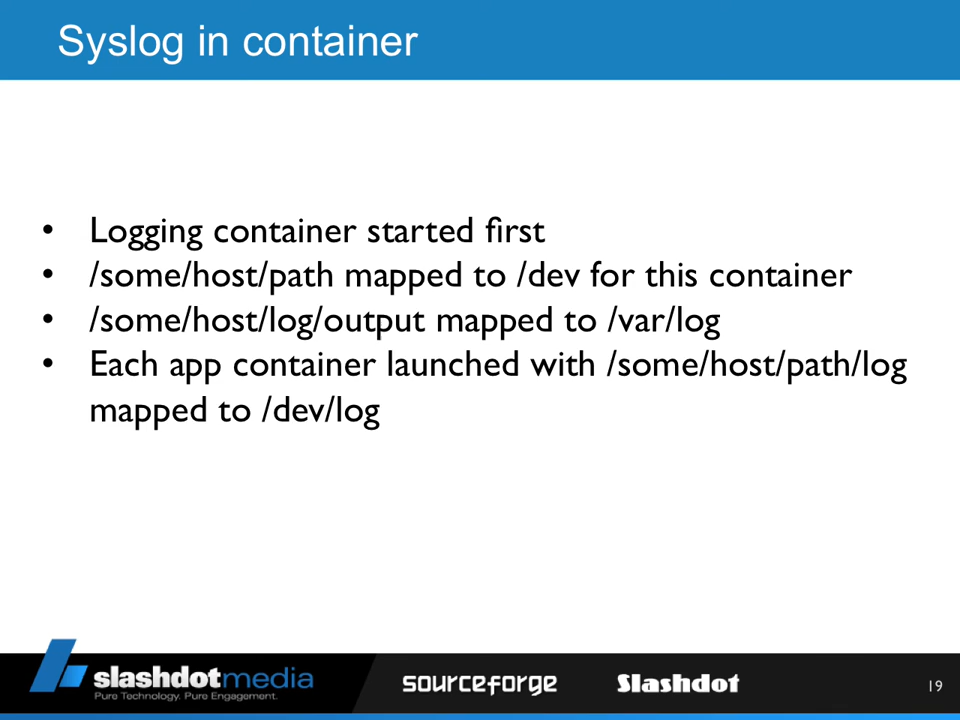 Syslog in container
• Logging container started first
• /some/host/path mapped to /dev for this container
• /some/host/log/output mapped to /var/log
• Each app container launched with /some/host/path/log
mapped to /dev/log
slashdotmedia
Pure Technology. Pure Engagement.
sourceforge
Slashdot
19